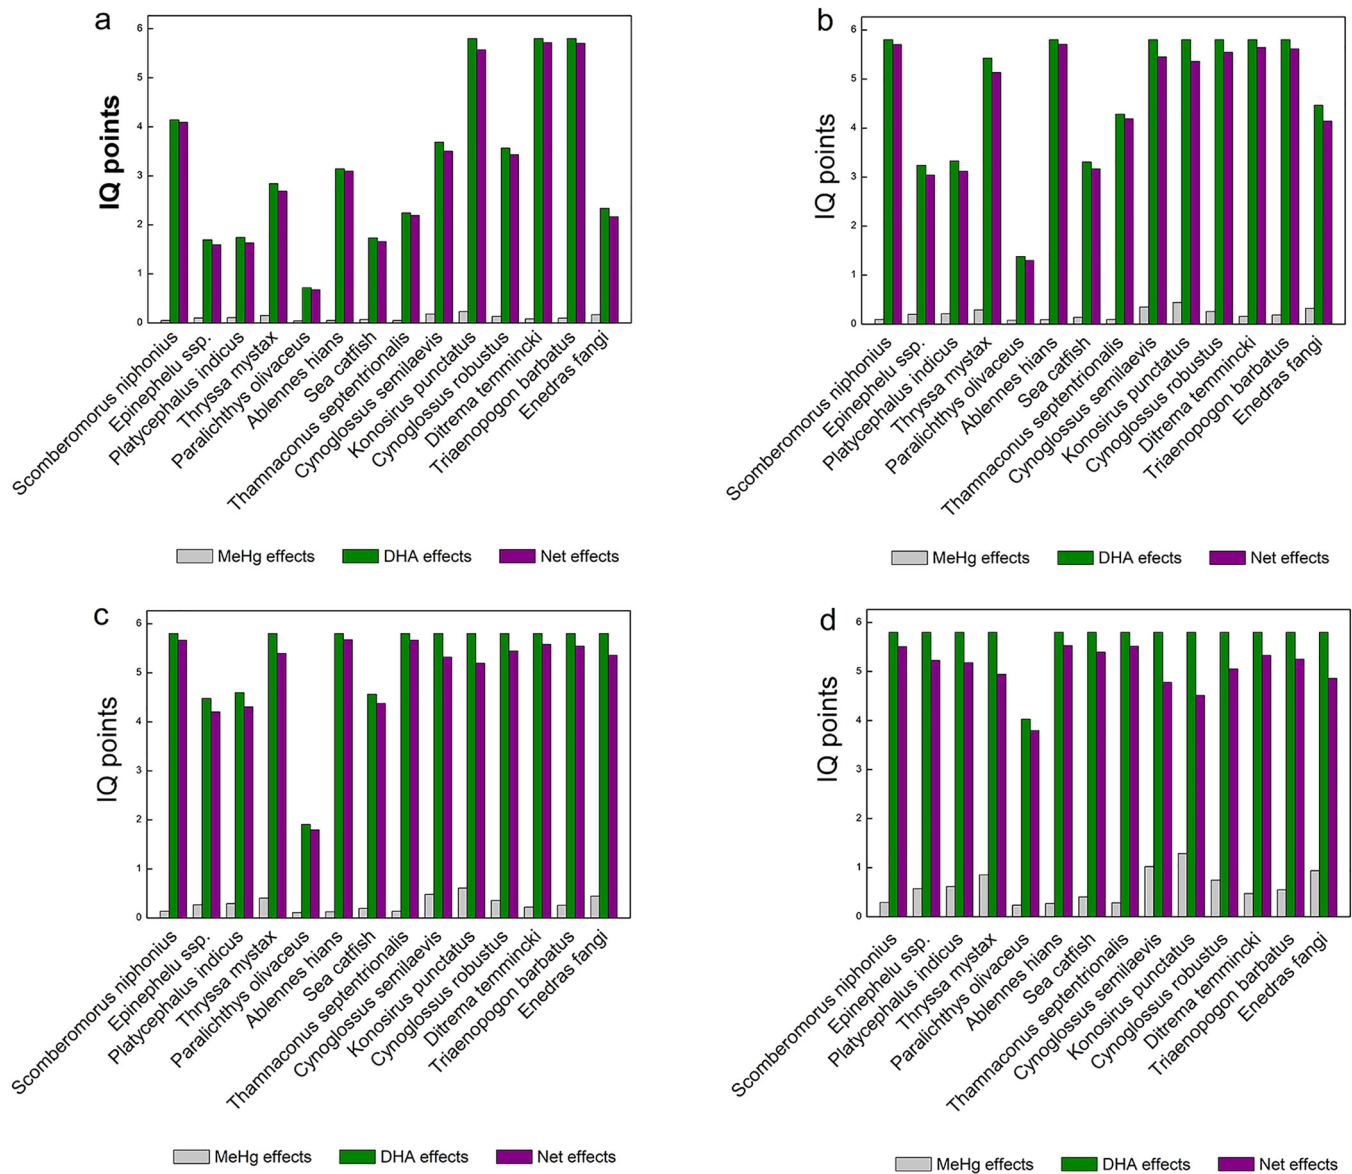 a
IQ points
6
5
4
3
2
1
0
Scomberomorus niphonius
Epinephelu ssp.
Platycephalus indicus
Thryssa mystax
Paralichthys olivaceus
Ablennes hians
Sea catfish
Thamnaconus septentrionalis
Cynoglossus semilaevis
Konosirus punctatus
Cynoglossus robustus
Ditrema temmincki
Triaenopogon barbatus
Enedras fangi
MeHg effects DHA effects Net effects
b
IQ points
6
5
4
3
2
1
0
Scomberomorus niphonius
Epinephelu ssp.
Platycephalus indicus
Thryssa mystax
Paralichthys olivaceus
Ablennes hians
Sea catfish
Thamnaconus septentrionalis
Cynoglossus semilaevis
Konosirus punctatus
Cynoglossus robustus
Ditrema temmincki
Triaenopogon barbatus
Enedras fangi
MeHg effects DHA effects Net effects
c
IQ points
6
5
4
3
2
1
0
Scomberomorus niphonius
Epinephelu ssp.
Platycephalus indicus
Thryssa mystax
Paralichthys olivaceus
Ablennes hians
Sea catfish
Thamnaconus septentrionalis
Cynoglossus semilaevis
Konosirus punctatus
Cynoglossus robustus
Ditrema temmincki
Triaenopogon barbatus
Enedras fangi
MeHg effects DHA effects Net effects
d
IQ points
6
5
4
3
2
1
0
Scomberomorus niphonius
Epinephelu ssp.
Platycephalus indicus
Thryssa mystax
Paralichthys olivaceus
Ablennes hians
Sea catfish
Thamnaconus septentrionalis
Cynoglossus semilaevis
Konosirus punctatus
Cynoglossus robustus
Ditrema temmincki
Triaenopogon barbatus
Enedras fangi
MeHg effects DHA effects Net effects